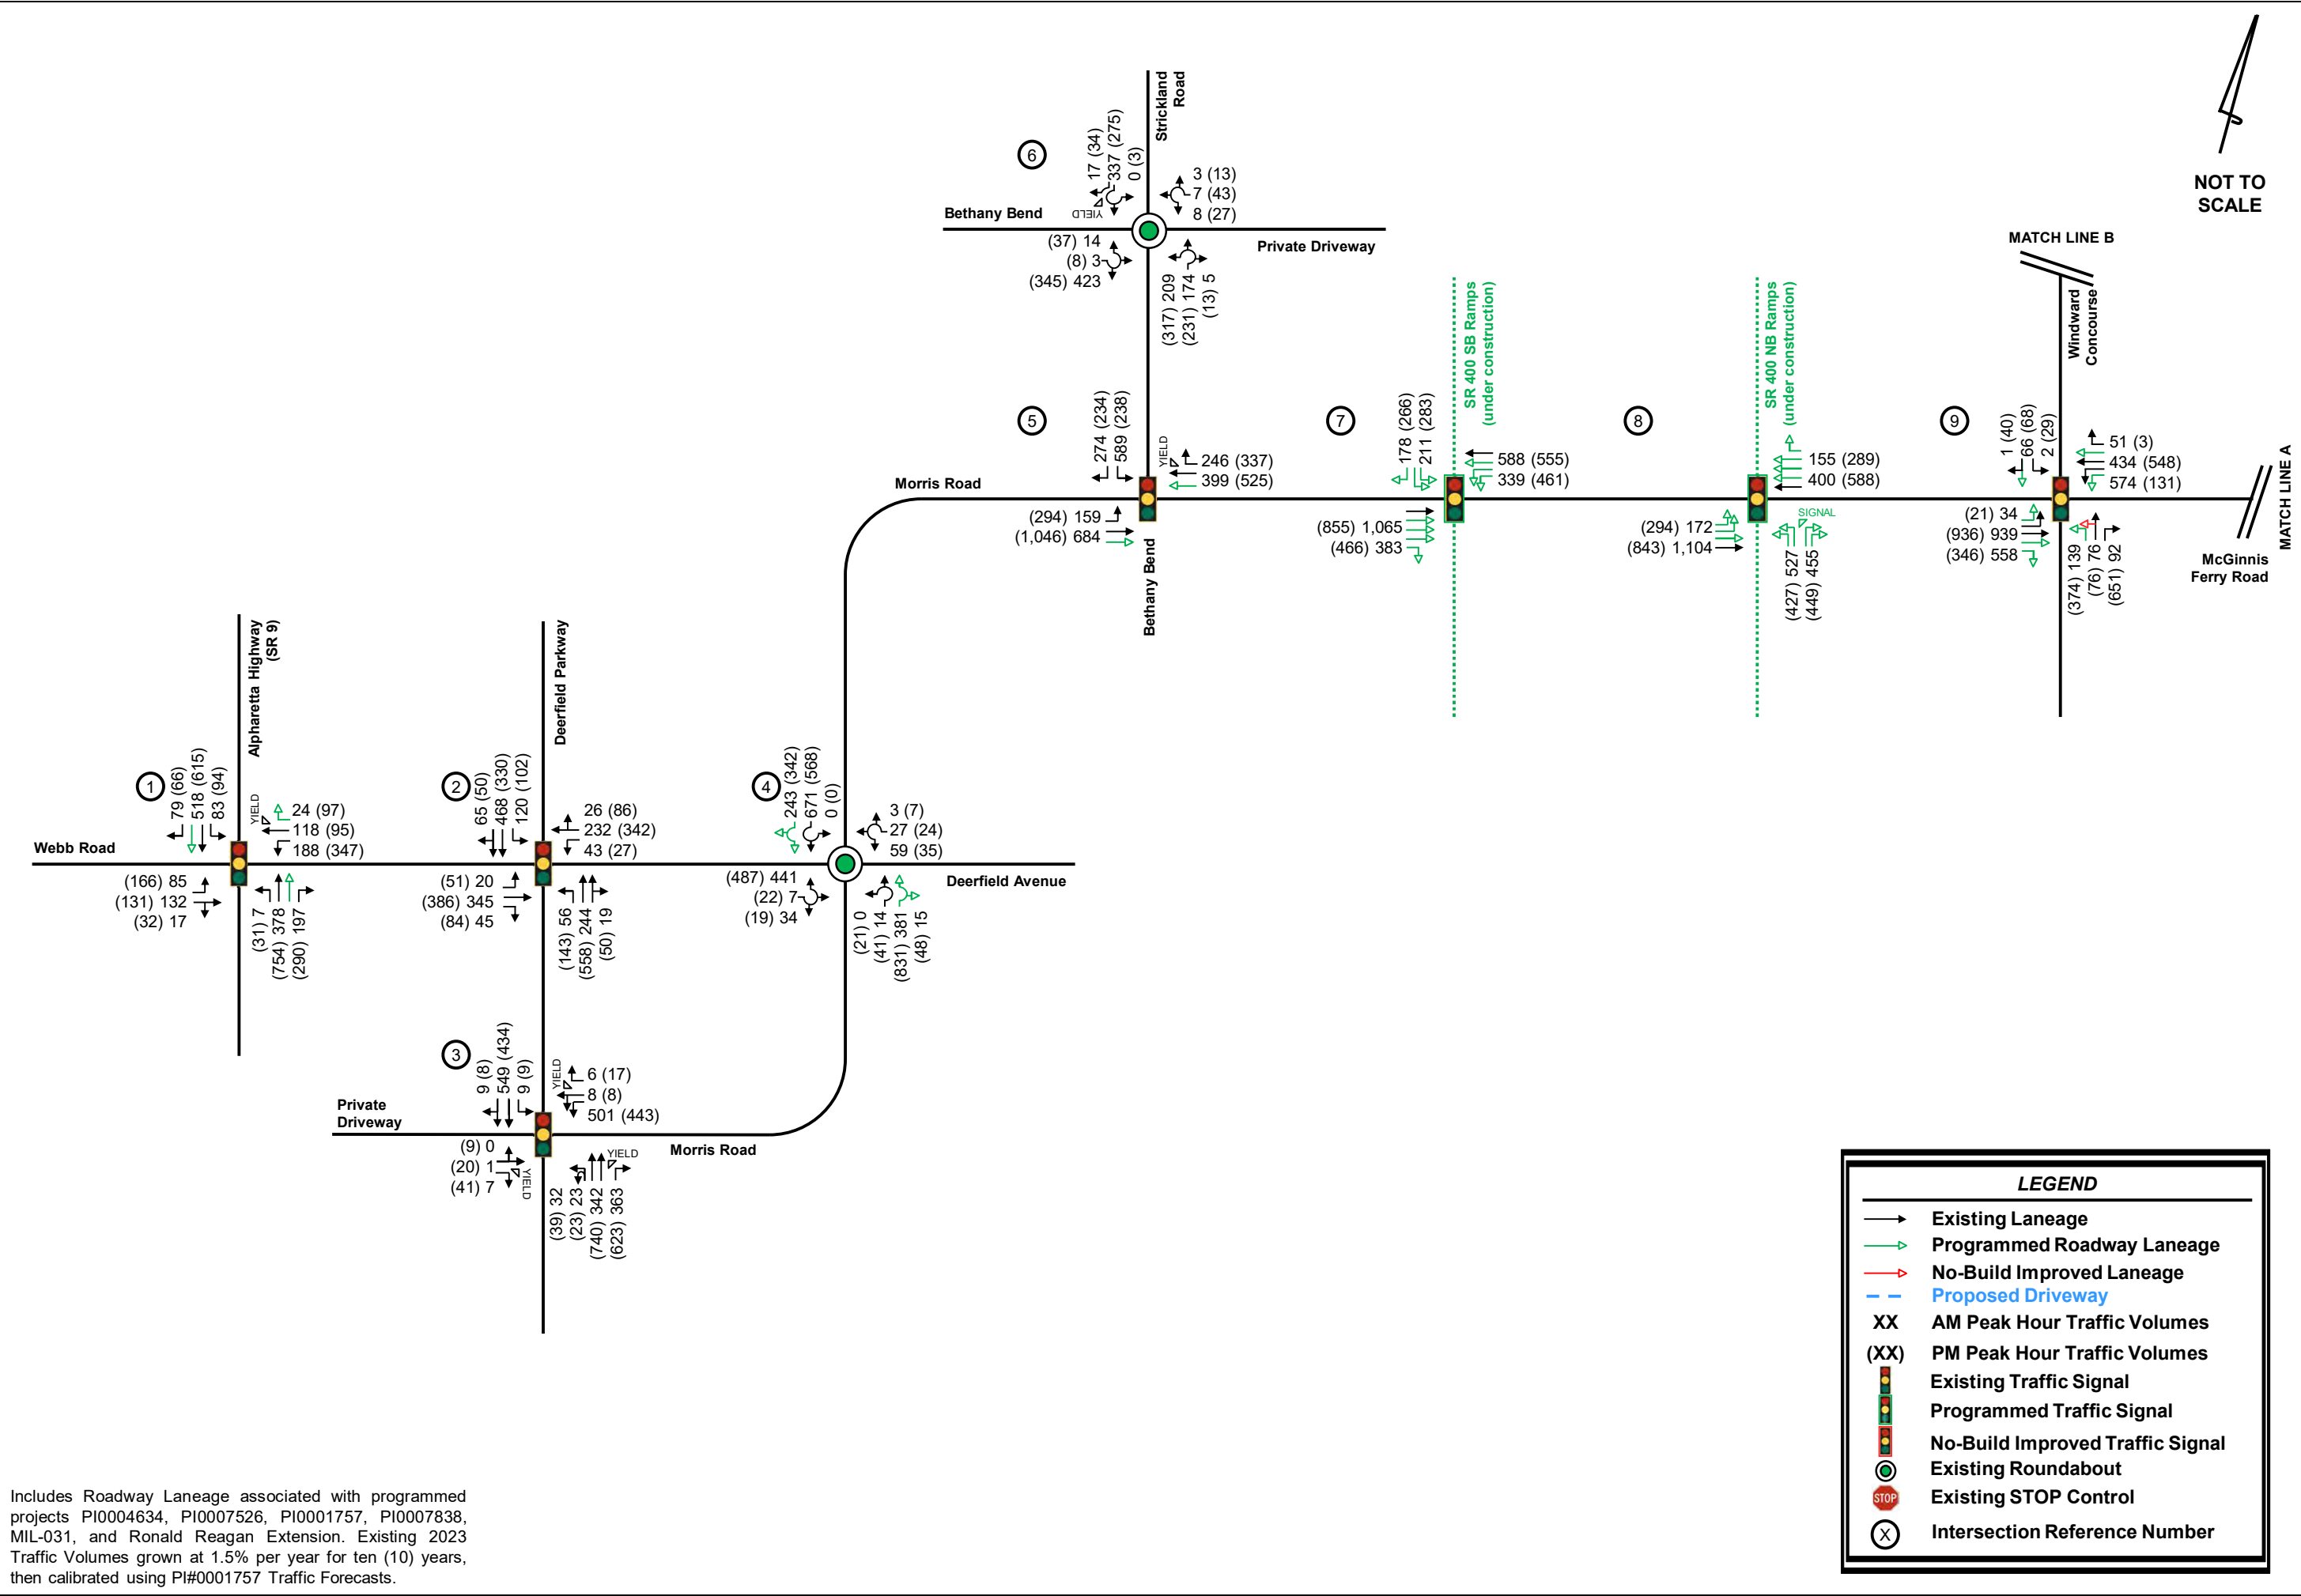 NOT TO
SCALE
MATCH LINE B
Windward
Concourse
MATCH LINE A
McGinnis
Ferry Road
Strickland
Road
6
17 (34)
337 (275)
0 (3)
YIELD
3 (13)
7 (43)
8 (27)
Bethany Bend
Private Driveway
(37) 14
(8) 3
(345) 423
(317) 209
(231) 174
(13) 5
5
274 (234)
589 (238)
YIELD
246 (337)
399 (525)
Morris Road
(294) 159
(1,046) 684
Bethany Bend
7
178 (266)
211 (283)
SR 400 SB Ramps
(under construction)
588 (555)
339 (461)
(855) 1,065
(466) 383
8
SR 400 NB Ramps
(under construction)
155 (289)
400 (588)
(294) 172
(843) 1,104
SIGNAL
(427) 527
(449) 455
9
1 (40)
66 (68)
2 (29)
51 (3)
434 (548)
574 (131)
(21) 34
(936) 939
(346) 558
(374) 139
(76) 76
(651) 92
Alpharetta Highway
(SR 9)
1
79 (66)
518 (615)
83 (94)
YIELD
24 (97)
118 (95)
188 (347)
Webb Road
(166) 85
(131) 132
(32) 17
(31) 7
(754) 378
(290) 197
Deerfield Parkway
2
65 (50)
468 (330)
120 (102)
26 (86)
232 (342)
43 (27)
(51) 20
(386) 345
(84) 45
(143) 56
(558) 244
(50) 19
4
243 (342)
671 (568)
0 (0)
3 (7)
27 (24)
59 (35)
Deerfield Avenue
(487) 441
(22) 7
(19) 34
(21) 0
(41) 14
(831) 381
(48) 15
3
9 (8)
549 (434)
9 (9)
YIELD
6 (17)
8 (8)
501 (443)
Private
Driveway
Morris Road
(9) 0
(20) 1
(41) 7
YIELD
YIELD
(39) 32
(23) 23
(740) 342
(623) 363
LEGEND
Existing Laneage
Programmed Roadway Laneage
No-Build Improved Laneage
Proposed Driveway
XX AM Peak Hour Traffic Volumes
(XX) PM Peak Hour Traffic Volumes
Existing Traffic Signal
Programmed Traffic Signal
No-Build Improved Traffic Signal
Existing Roundabout
STOP Existing STOP Control
X Intersection Reference Number
Includes Roadway Laneage associated with programmed
projects PI0004634, PI0007526, PI0001757, PI0007838,
MIL-031, and Ronald Reagan Extension. Existing 2023
Traffic Volumes grown at 1.5% per year for ten (10) years,
then calibrated using PI#0001757 Traffic Forecasts.